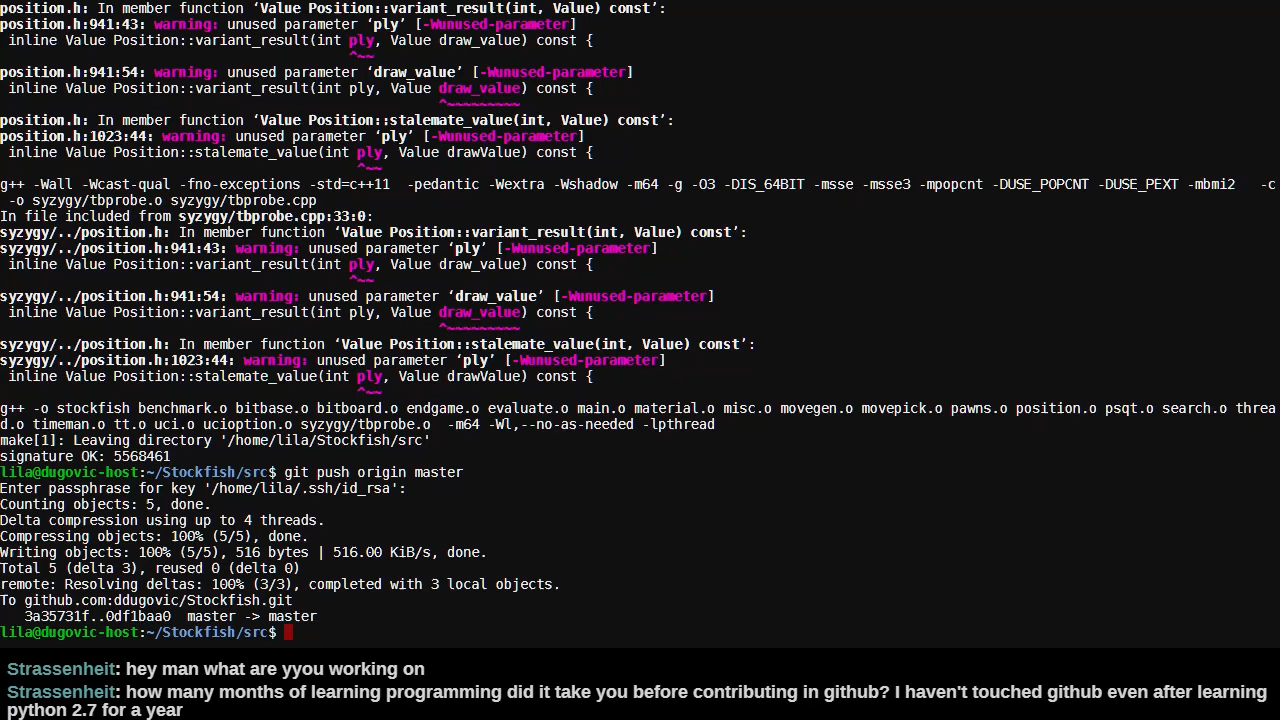 position.h: In member function ‘Value Position::variant_result(int, Value) const’:
position.h:941:43: warning: unused parameter ‘ply’ [-Wunused-parameter]
 inline Value Position::variant_result(int ply, Value draw_value) const {
                                           ^~~
position.h:941:54: warning: unused parameter ‘draw_value’ [-Wunused-parameter]
 inline Value Position::variant_result(int ply, Value draw_value) const {
                                                      ^~~~~~~~~~
position.h: In member function ‘Value Position::stalemate_value(int, Value) const’:
position.h:1023:44: warning: unused parameter ‘ply’ [-Wunused-parameter]
 inline Value Position::stalemate_value(int ply, Value drawValue) const {
                                            ^~~
g++ -Wall -Wcast-qual -fno-exceptions -std=c++11  -pedantic -Wextra -Wshadow -m64 -g -O3 -DIS_64BIT -msse -msse3 -mpopcnt -DUSE_POPCNT -DUSE_PEXT -mbmi2   -c
 -o syzygy/tbprobe.o syzygy/tbprobe.cpp
In file included from syzygy/tbprobe.cpp:33:0:
syzygy/../position.h: In member function ‘Value Position::variant_result(int, Value) const’:
syzygy/../position.h:941:43: warning: unused parameter ‘ply’ [-Wunused-parameter]
 inline Value Position::variant_result(int ply, Value draw_value) const {
                                           ^~~
syzygy/../position.h:941:54: warning: unused parameter ‘draw_value’ [-Wunused-parameter]
 inline Value Position::variant_result(int ply, Value draw_value) const {
                                                      ^~~~~~~~~~
syzygy/../position.h: In member function ‘Value Position::stalemate_value(int, Value) const’:
syzygy/../position.h:1023:44: warning: unused parameter ‘ply’ [-Wunused-parameter]
 inline Value Position::stalemate_value(int ply, Value drawValue) const {
                                            ^~~
g++ -o stockfish benchmark.o bitbase.o bitboard.o endgame.o evaluate.o main.o material.o misc.o movegen.o movepick.o pawns.o position.o psqt.o search.o threa
d.o timeman.o tt.o uci.o ucioption.o syzygy/tbprobe.o  -m64 -Wl,--no-as-needed -lpthread
make[1]: Leaving directory '/home/lila/Stockfish/src'
signature OK: 5568461
lila@dugovic-host:~/Stockfish/src$ git push origin master
Enter passphrase for key '/home/lila/.ssh/id_rsa':
Counting objects: 5, done.
Delta compression using up to 4 threads.
Compressing objects: 100% (5/5), done.
Writing objects: 100% (5/5), 516 bytes | 516.00 KiB/s, done.
Total 5 (delta 3), reused 0 (delta 0)
remote: Resolving deltas: 100% (3/3), completed with 3 local objects.
To github.com:ddugovic/Stockfish.git
   3a35731f..0df1baa0  master -> master
lila@dugovic-host:~/Stockfish/src$
Strassenheit: hey man what are yyou working on
Strassenheit: how many months of learning programming did it take you before contributing in github? I haven't touched github even after learning
python 2.7 for a year